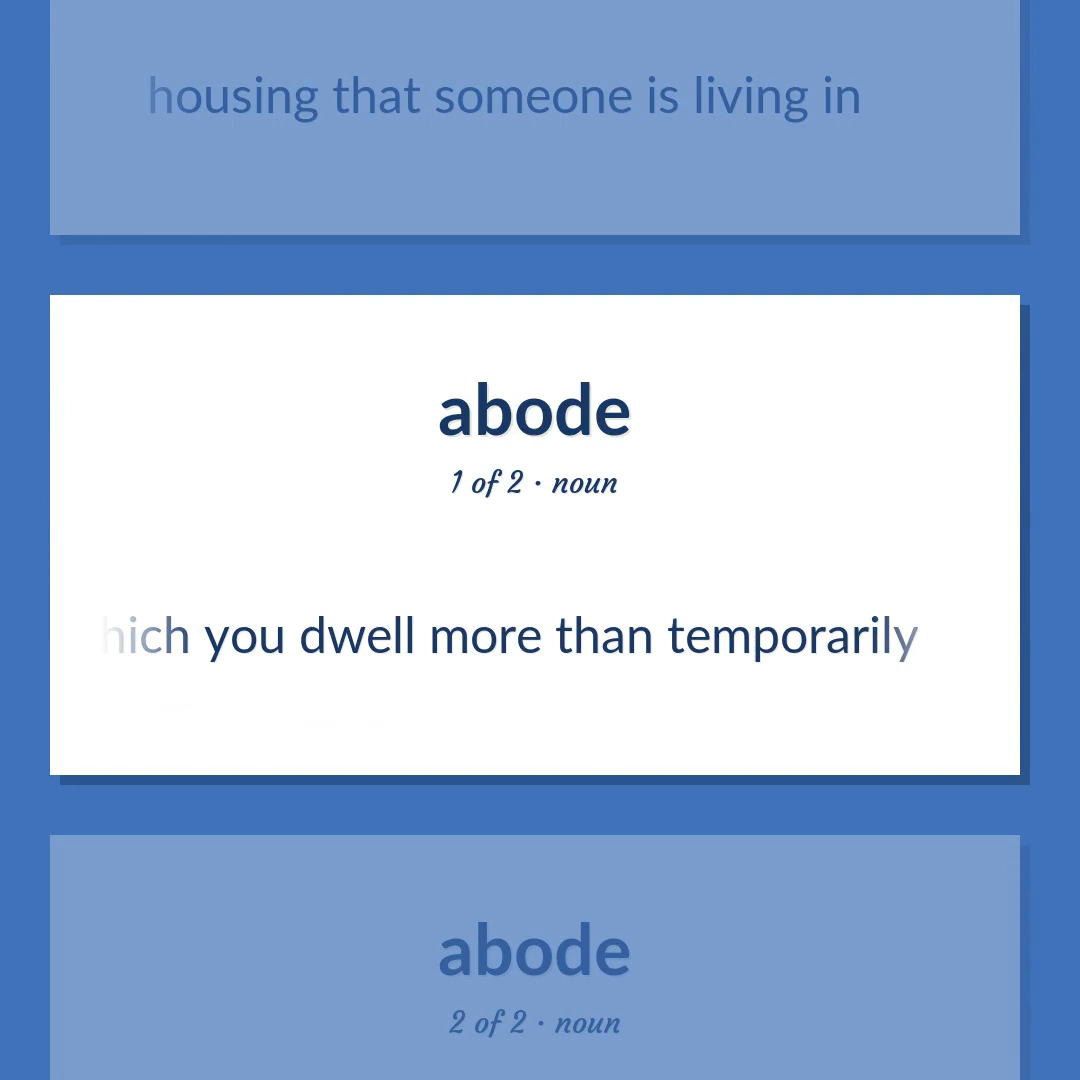 housing that someone is living in
abode
1 of 2 · noun
hich you dwell more than temporarily
abode
2 of 2 · noun